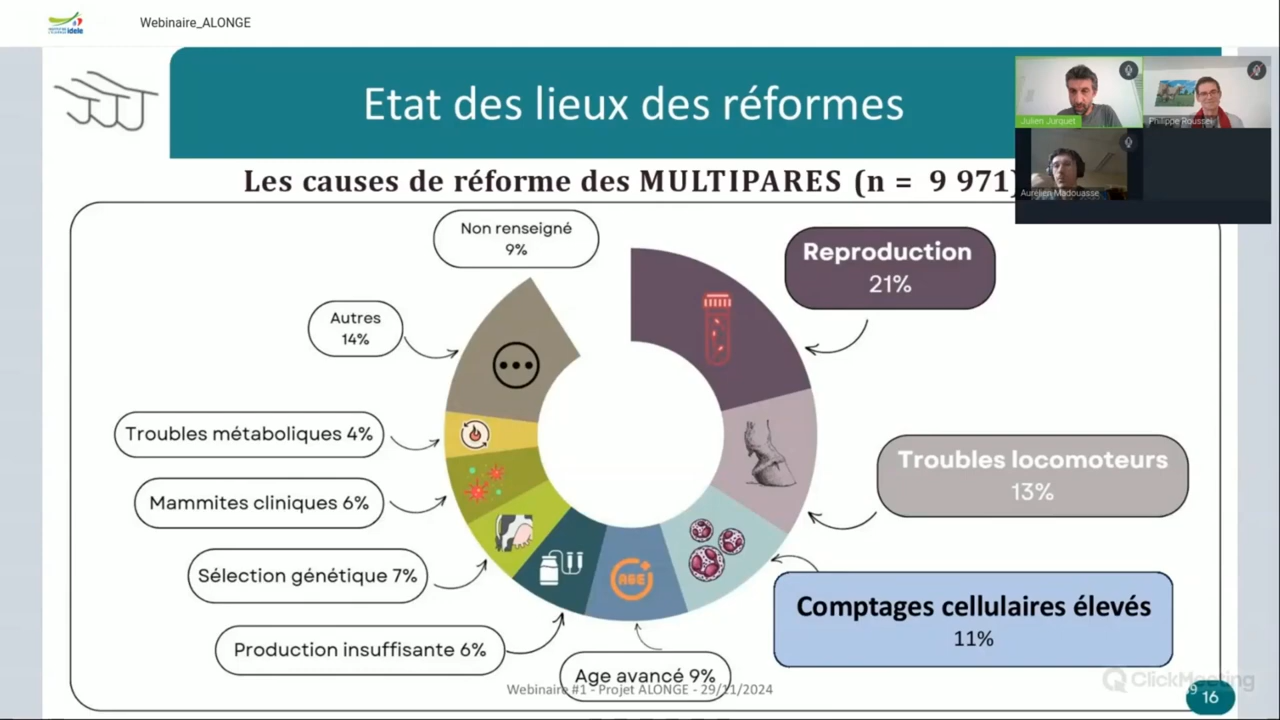 idele
Webinaire_ALONGE
Etat des lieux des réformes
Julien Jurquet
Philippe Roussel
Aurélien Madouasse
Les causes de réforme des MULTIPARES (n = 9 971)
Non renseigné
9%
Reproduction
21%
Autres
14%
Troubles métaboliques 4%
Troubles locomoteurs
13%
Mammites cliniques 6%
Sélection génétique 7%
AGE
Comptages cellulaires élevés
11%
Production insuffisante 6%
Age avancé 9%
Webinaire #1 - Projet ALONGE - 29/11/2024
ClickMeeting
9
16